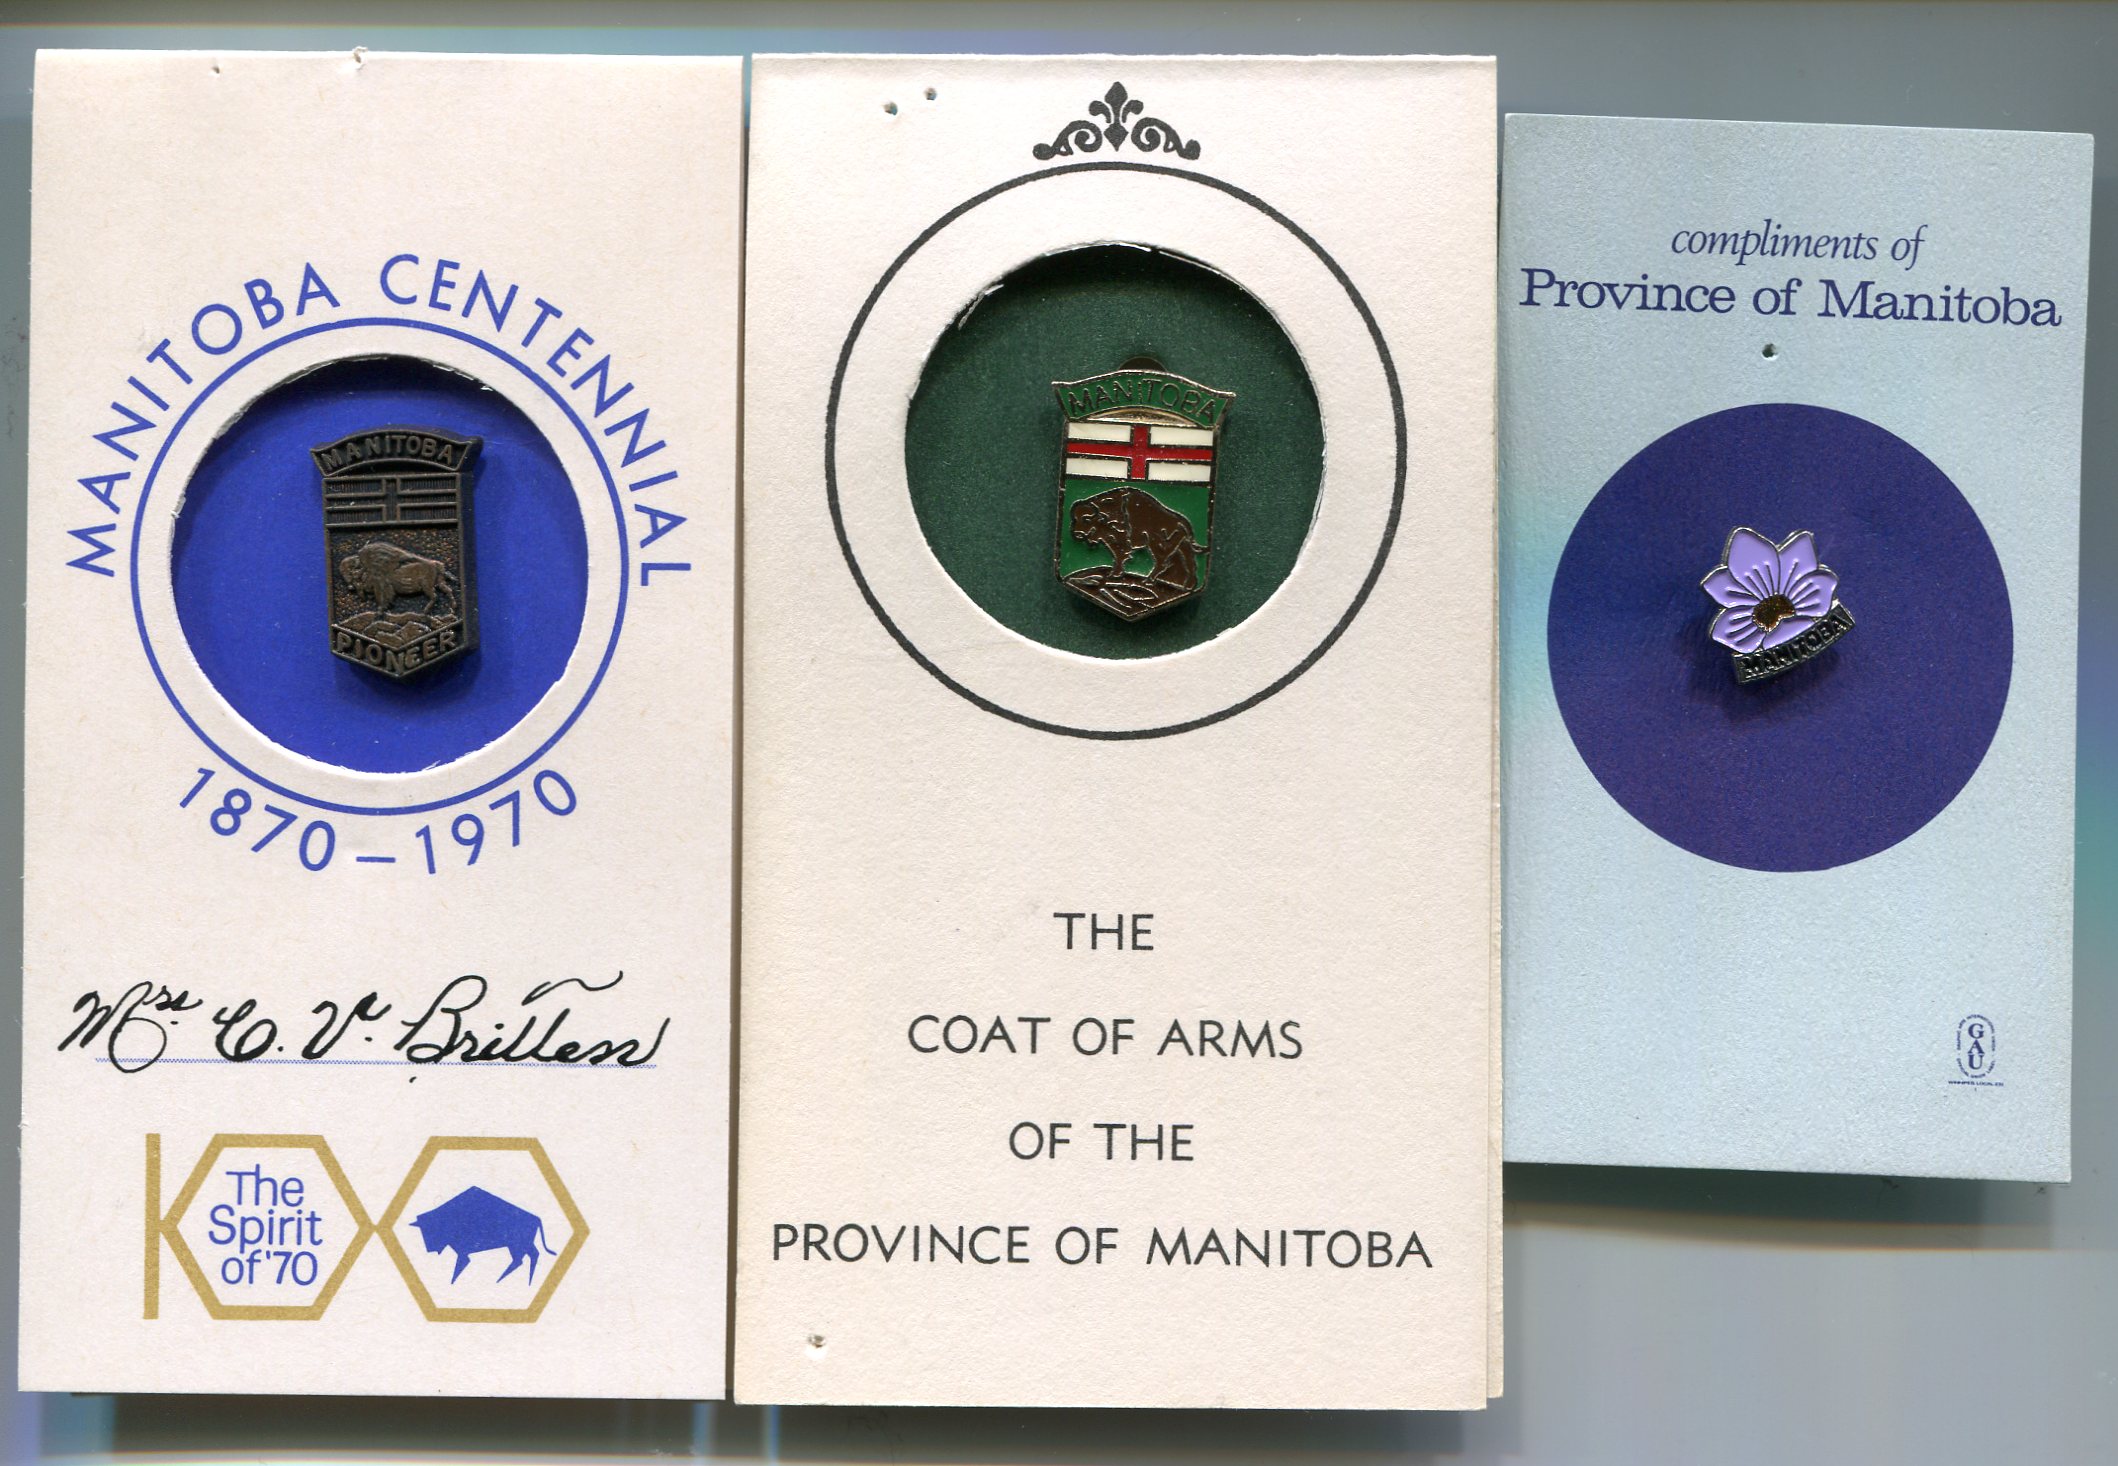 MANITOBA CENTENNIAL
MANITOBA
PIONEER
1870-1970
Mrs. C. V. Britten
The
Spirit
of '70
MANITOBA
THE
COAT OF ARMS
OF THE
PROVINCE OF MANITOBA
compliments of
Province of Manitoba
MANITOBA
GAU